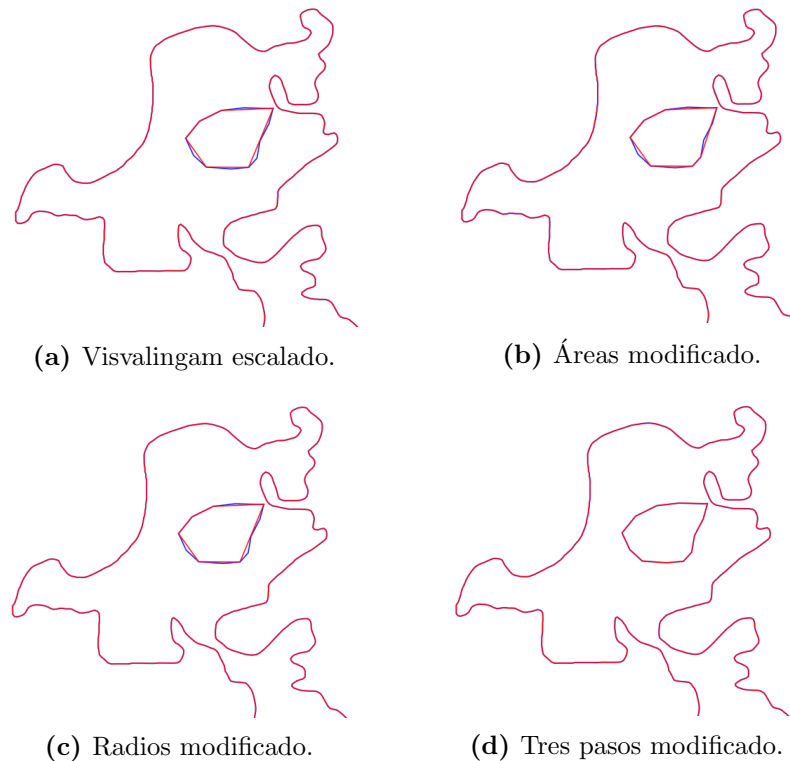 (a) Visvalingam escalado.
(b) Áreas modificado.
(c) Radios modificado.
(d) Tres pasos modificado.